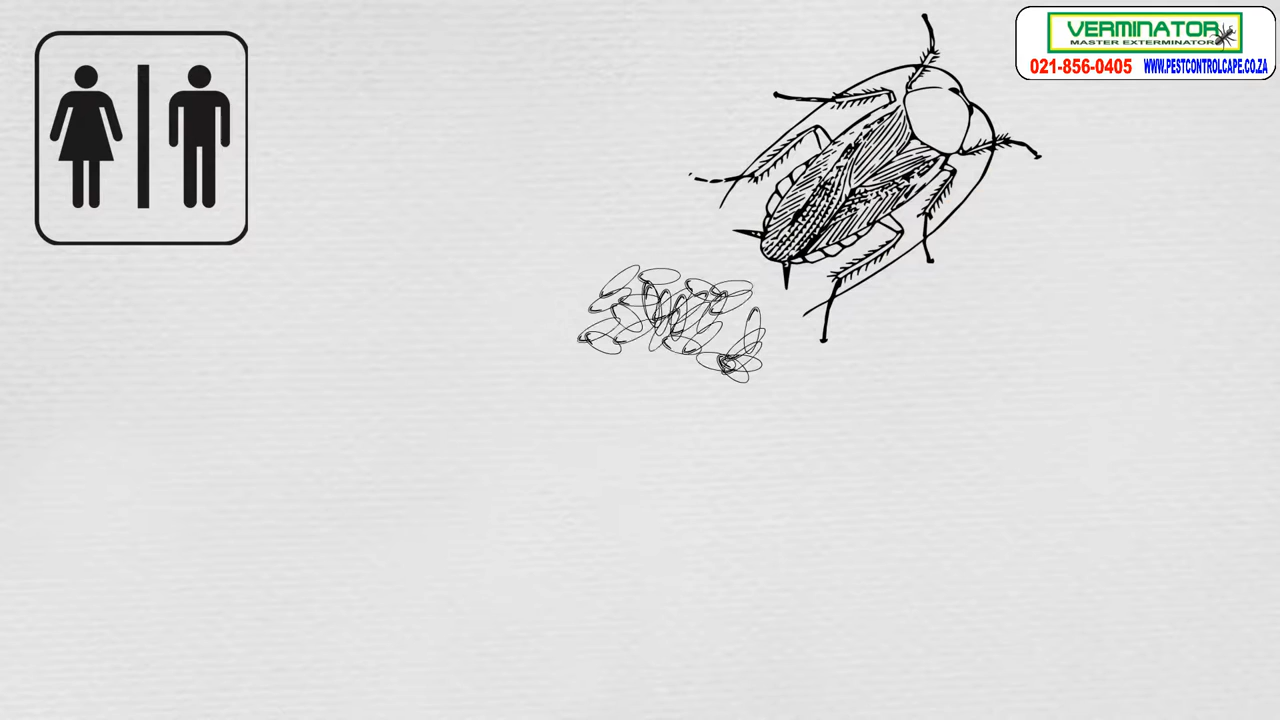 VERMINATOR
MASTER EXTERMINATOR
021-856-0405 WWW.PESTCONTROLCAPE.CO.ZA